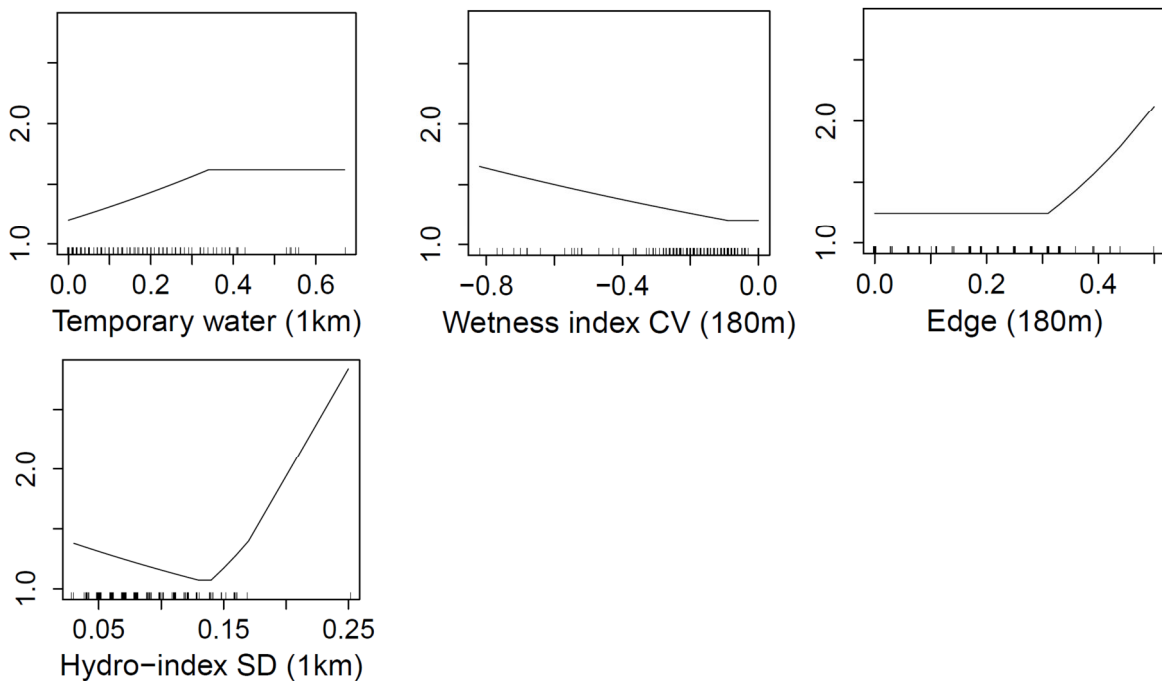 2.0
1.0
0.0 0.2 0.4 0.6
Temporary water (1km)
2.0
1.0
−0.8 −0.4 0.0
Wetness index CV (180m)
2.0
1.0
0.0 0.2 0.4
Edge (180m)
2.0
1.0
0.05 0.15 0.25
Hydro−index SD (1km)